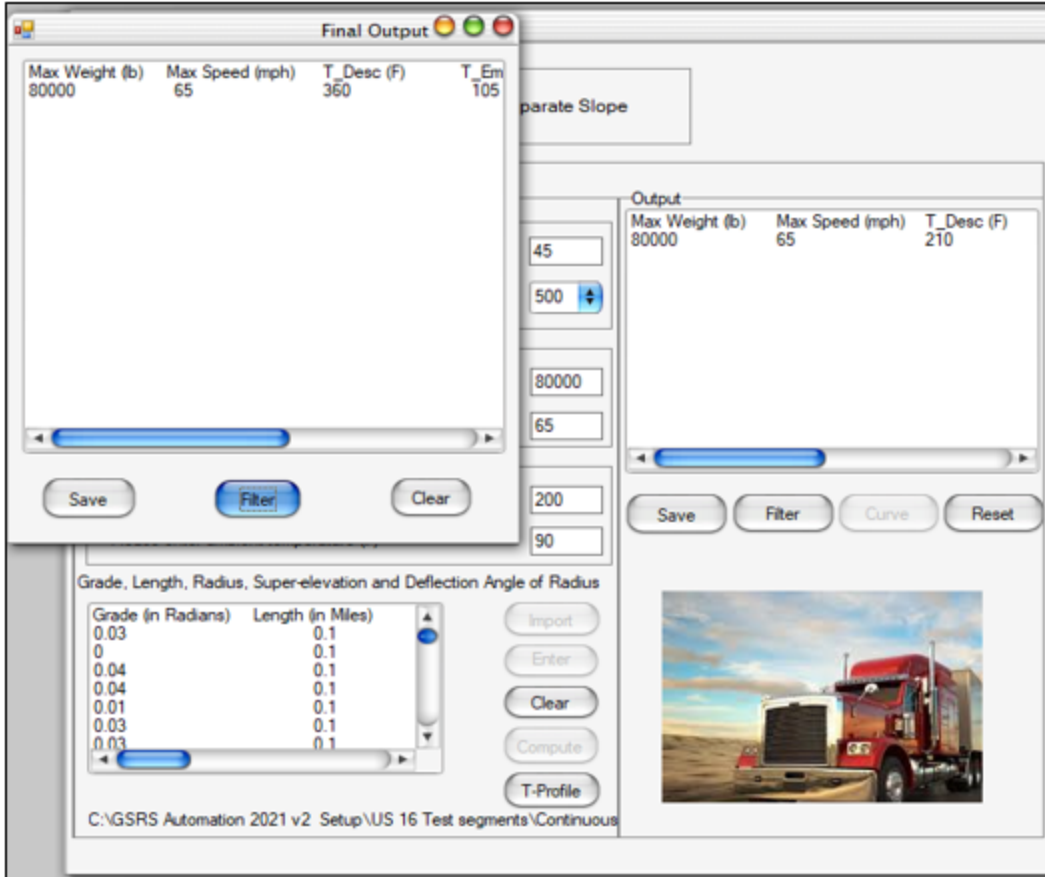 Final Output
Max Weight (lb) Max Speed (mph) T_Desc (F) T_Em
80000 65 360 105
Save Filter Clear
parate Slope
45
500
80000
65
200
90
Output
Max Weight (lb) Max Speed (mph) T_Desc (F)
80000 65 210
Save Filter Curve Reset
Grade, Length, Radius, Super-elevation and Deflection Angle of Radius
Grade (in Radians) Length (in Miles)
0.03 0.1
0 0.1
0.04 0.1
0.04 0.1
0.01 0.1
0.03 0.1
0.03 0.1
Import
Enter
Clear
Compute
T-Profile
C:\GSRS Automation 2021 v2 Setup\US 16 Test segments\Continuous